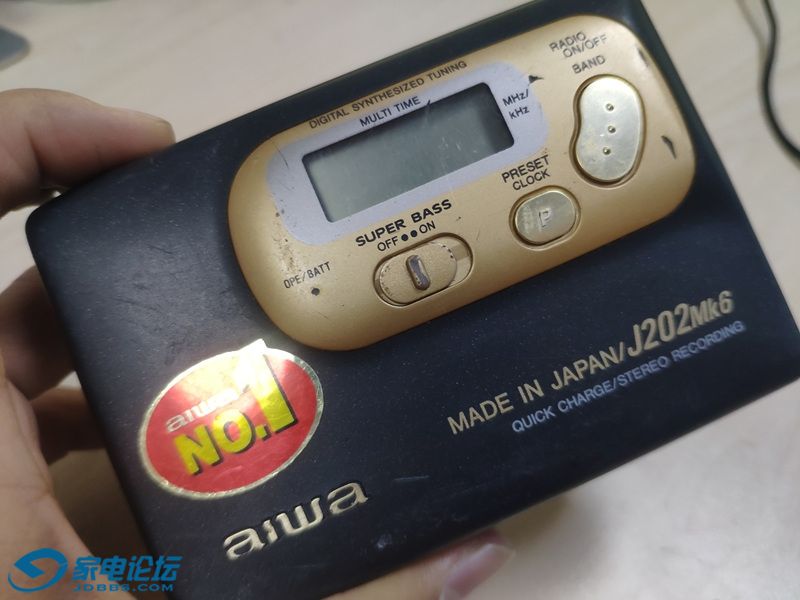 RADIO
ON/OFF
BAND
DIGITAL SYNTHESIZED TUNING
MULTI TIME
MHz/
kHz
PRESET
CLOCK
P
SUPER BASS
OFF●●ON
OPE/BATT
MADE IN JAPAN/J202Mk6
QUICK CHARGE/STEREO RECORDING
aiwa
NO.1
aiwa
家电论坛
JDBBS.COM